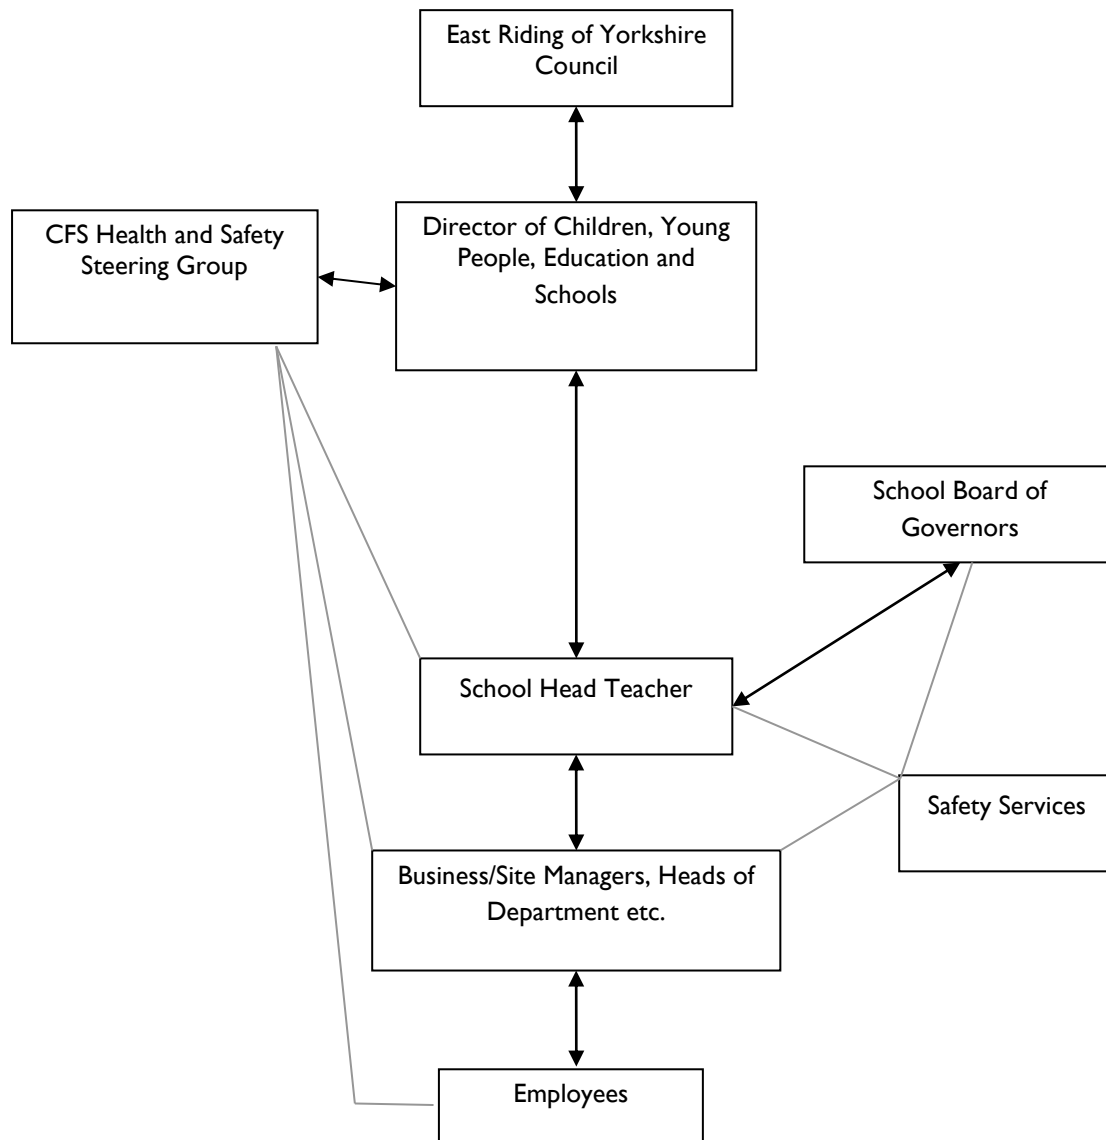 East Riding of Yorkshire
Council
CFS Health and Safety
Steering Group
Director of Children, Young
People, Education and
Schools
School Board of
Governors
School Head Teacher
Safety Services
Business/Site Managers, Heads of
Department etc.
Employees